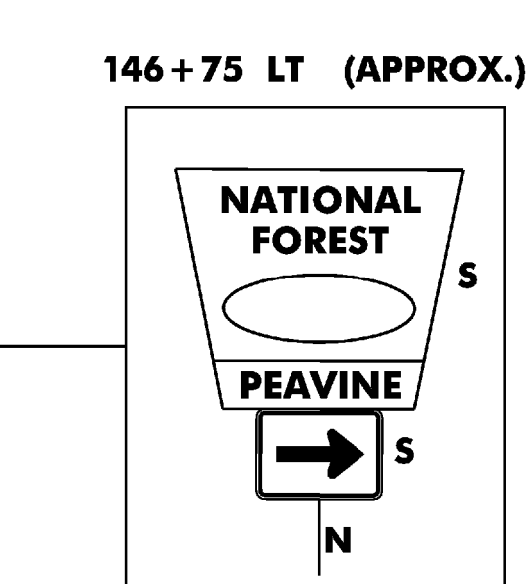 146+75 LT (APPROX.)
NATIONAL
FOREST
S
PEAVINE
S
N